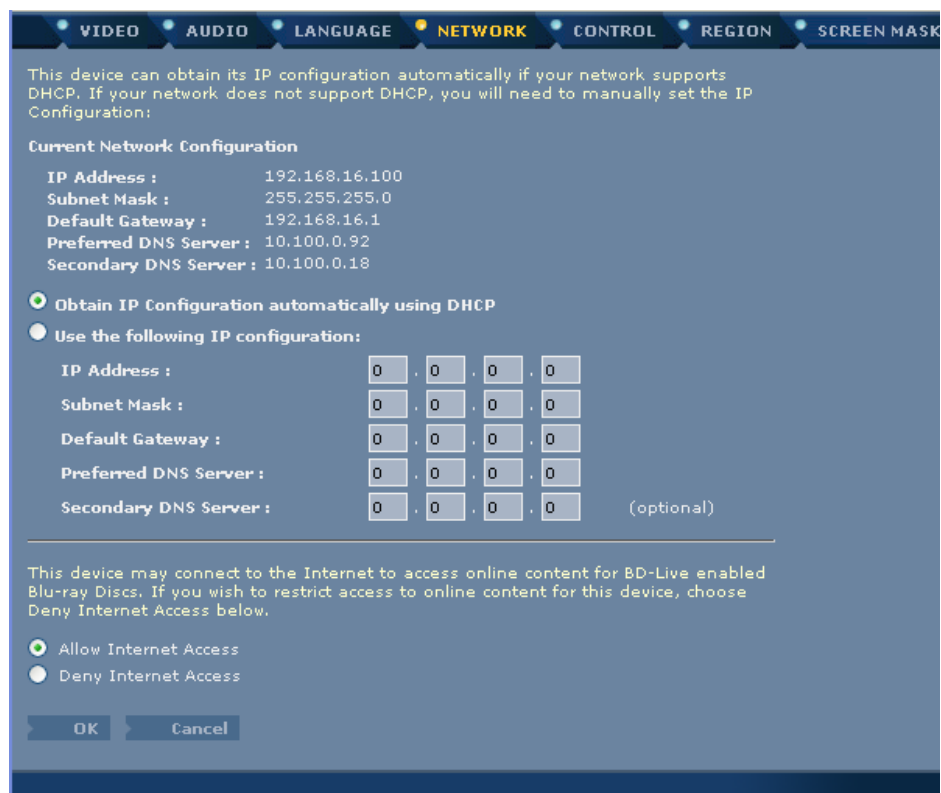 VIDEO AUDIO LANGUAGE NETWORK CONTROL REGION SCREEN MASK
This device can obtain its IP configuration automatically if your network supports
DHCP. If your network does not support DHCP, you will need to manually set the IP
Configuration:
Current Network Configuration
IP Address : 192.168.16.100
Subnet Mask : 255.255.255.0
Default Gateway : 192.168.16.1
Preferred DNS Server : 10.100.0.92
Secondary DNS Server : 10.100.0.18
Obtain IP Configuration automatically using DHCP
Use the following IP configuration:
IP Address : 0 . 0 . 0 . 0
Subnet Mask : 0 . 0 . 0 . 0
Default Gateway : 0 . 0 . 0 . 0
Preferred DNS Server : 0 . 0 . 0 . 0
Secondary DNS Server : 0 . 0 . 0 . 0 (optional)
This device may connect to the Internet to access online content for BD-Live enabled
Blu-ray Discs. If you wish to restrict access to online content for this device, choose
Deny Internet Access below.
Allow Internet Access
Deny Internet Access
OK Cancel